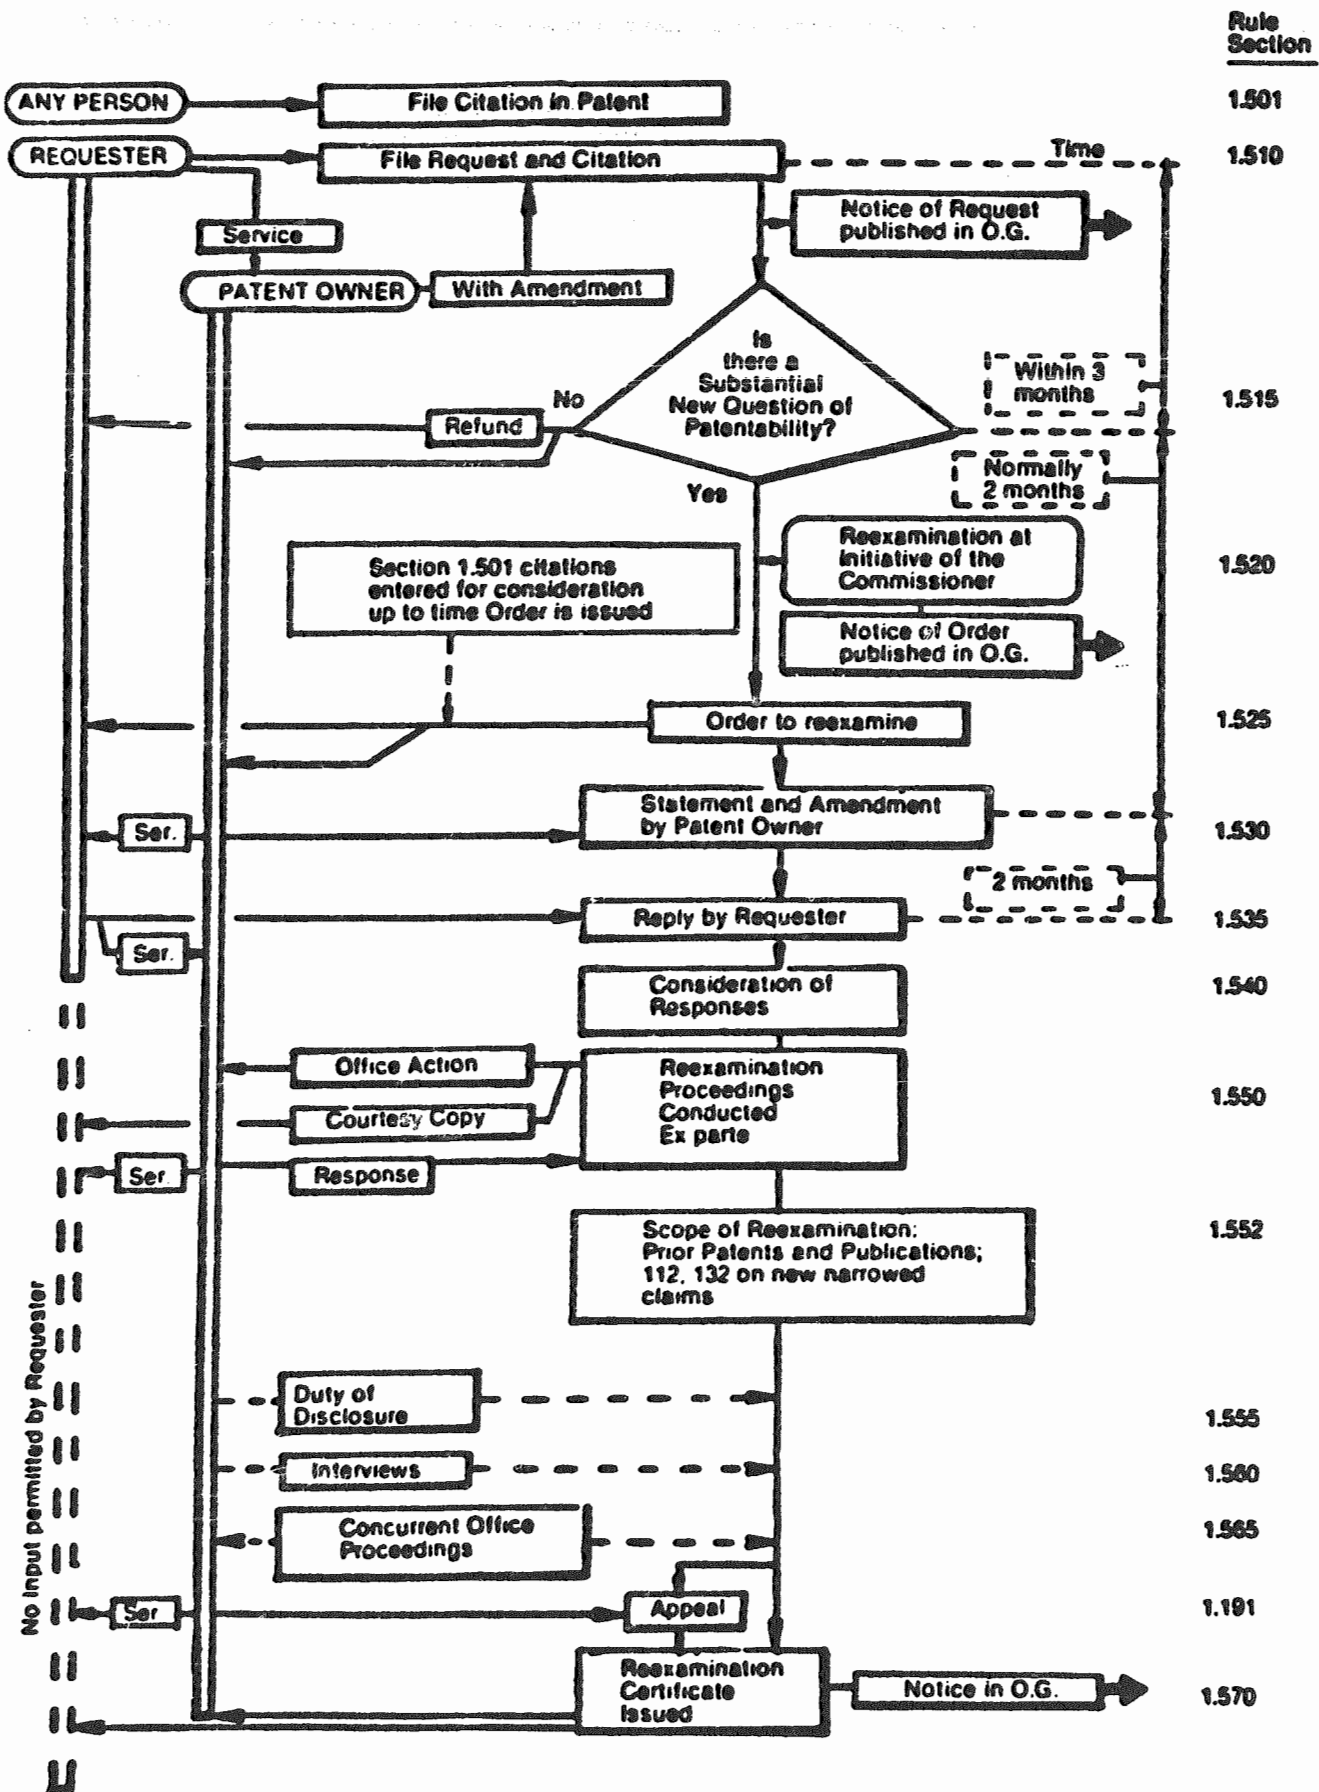 Rule
Section
ANY PERSON
File Citation in Patent
1.501
REQUESTER
File Request and Citation
Time
1.510
Notice of Request
published in O.G.
Service
PATENT OWNER
With Amendment
Is
there a
Substantial
New Question of
Patentability?
Within 3
months
No
Refund
1.515
Normally
2 months
Yes
Reexamination at
Initiative of the
Commissioner
1.520
Section 1.501 citations
entered for consideration
up to time Order is issued
Notice of Order
published in O.G.
Order to reexamine
1.525
Statement and Amendment
by Patent Owner
Ser.
1.530
2 months
Reply by Requester
1.535
Ser.
Consideration of
Responses
1.540
Office Action
Reexamination
Proceedings
Conducted
Ex parte
1.550
Courtesy Copy
Ser.
Response
Scope of Reexamination:
Prior Patents and Publications;
112, 132 on new narrowed
claims
1.552
No input permitted by Requester
Duty of
Disclosure
1.555
Interviews
1.560
Concurrent Office
Proceedings
1.565
Ser
Appeal
1.191
Reexamination
Certificate
Issued
Notice in O.G.
1.570